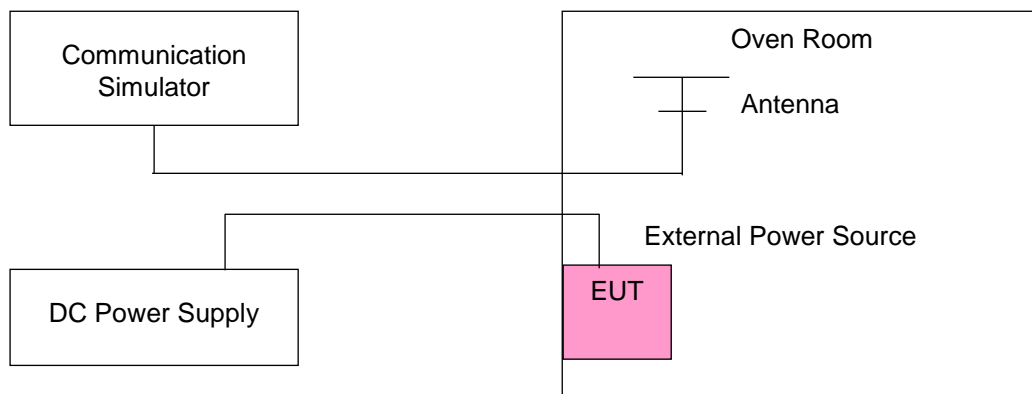 Communication
Simulator
Oven Room
Antenna
External Power Source
EUT
DC Power Supply